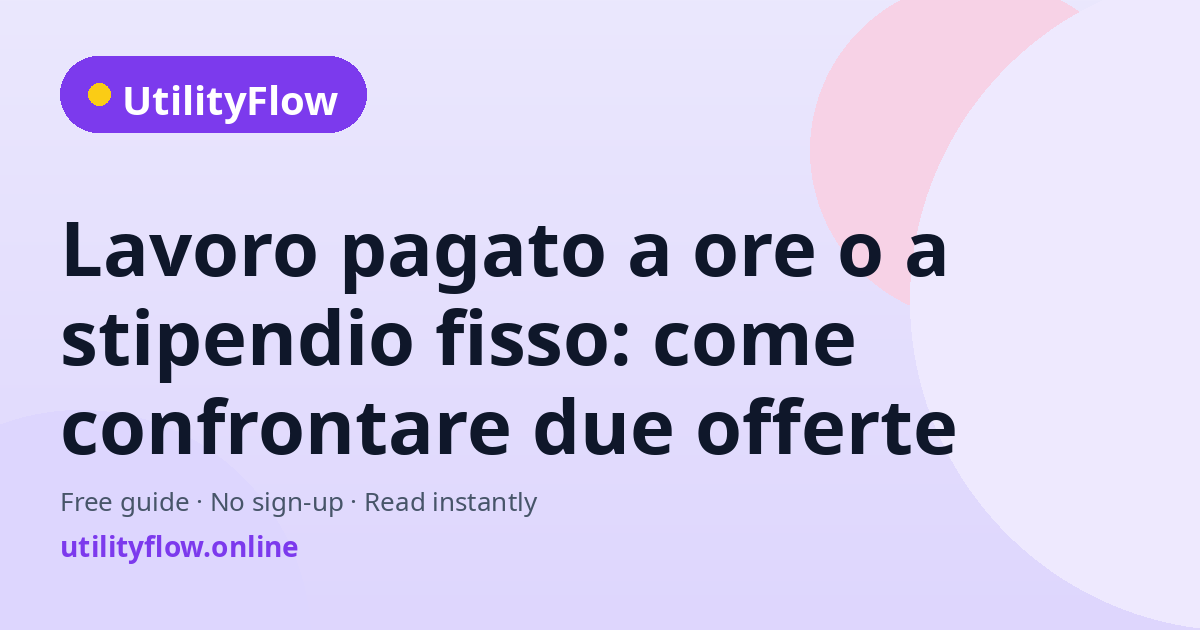 UtilityFlow
Lavoro pagato a ore o a
stipendio fisso: come
confrontare due offerte
Free guide · No sign-up · Read instantly
utilityflow.online